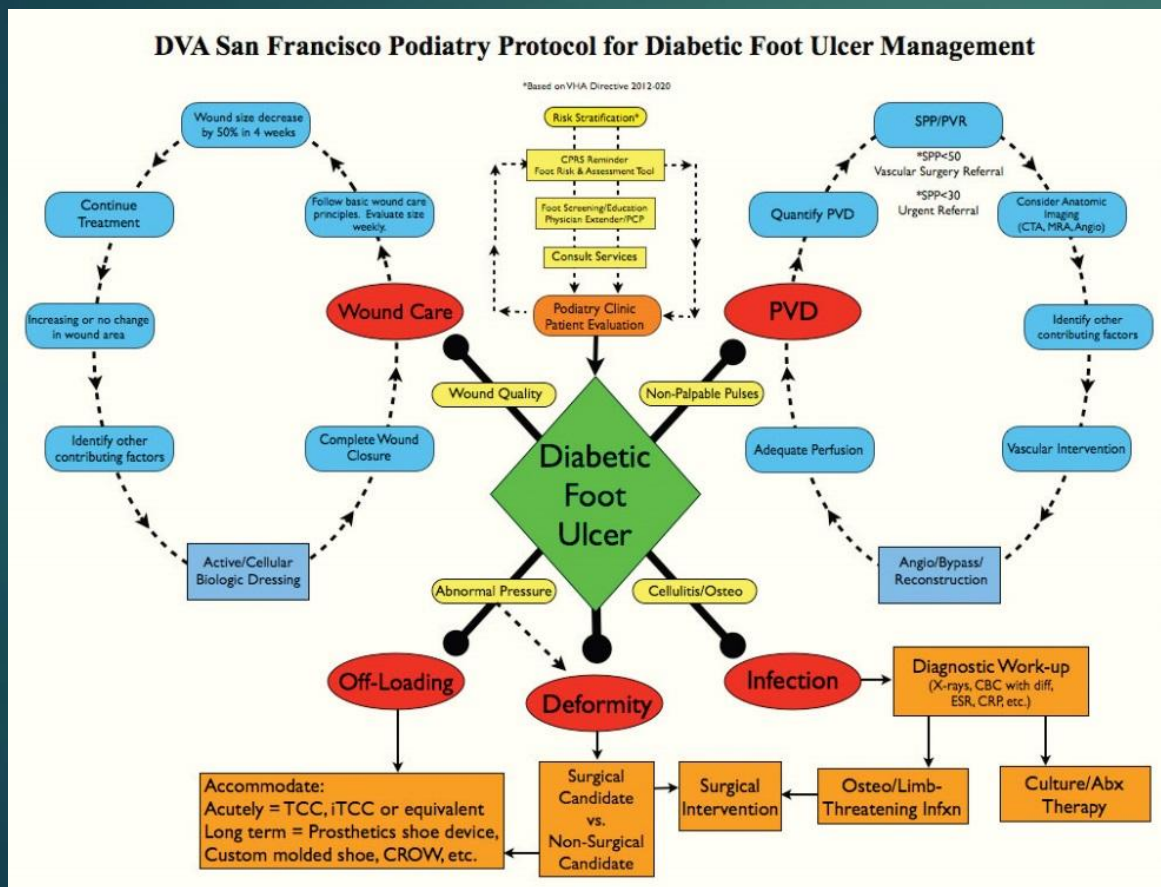 DVA San Francisco Podiatry Protocol for Diabetic Foot Ulcer Management
*Based on VHA Directive 2012-020
Risk Stratification*
CPRS Reminder
Foot Risk & Assessment Tool
Foot Screening/Education
Physician Extender/PCP
Consult Services
Podiatry Clinic
Patient Evaluation
Wound size decrease
by 50% in 4 weeks
Continue
Treatment
Follow basic wound care
principles. Evaluate size
weekly.
Increasing or no change
in wound area
Wound Care
Identify other
contributing factors
Complete Wound
Closure
Active/Cellular
Biologic Dressing
SPP/PVR
*SPP<50
Vascular Surgery Referral
*SPP<30
Urgent Referral
Quantify PVD
Consider Anatomic
Imaging
(CTA, MRA, Angio)
PVD
Identify other
contributing factors
Adequate Perfusion
Vascular Intervention
Angio/Bypass/
Reconstruction
Wound Quality
Non-Palpable Pulses
Diabetic
Foot
Ulcer
Abnormal Pressure
Cellulitis/Osteo
Off-Loading
Deformity
Infection
Diagnostic Work-up
(X-rays, CBC with diff,
ESR, CRP, etc.)
Accommodate:
Acutely = TCC, iTCC or equivalent
Long term = Prosthetics shoe device,
Custom molded shoe, CROW, etc.
Surgical
Candidate
vs.
Non-Surgical
Candidate
Surgical
Intervention
Osteo/Limb-
Threatening Infxn
Culture/Abx
Therapy